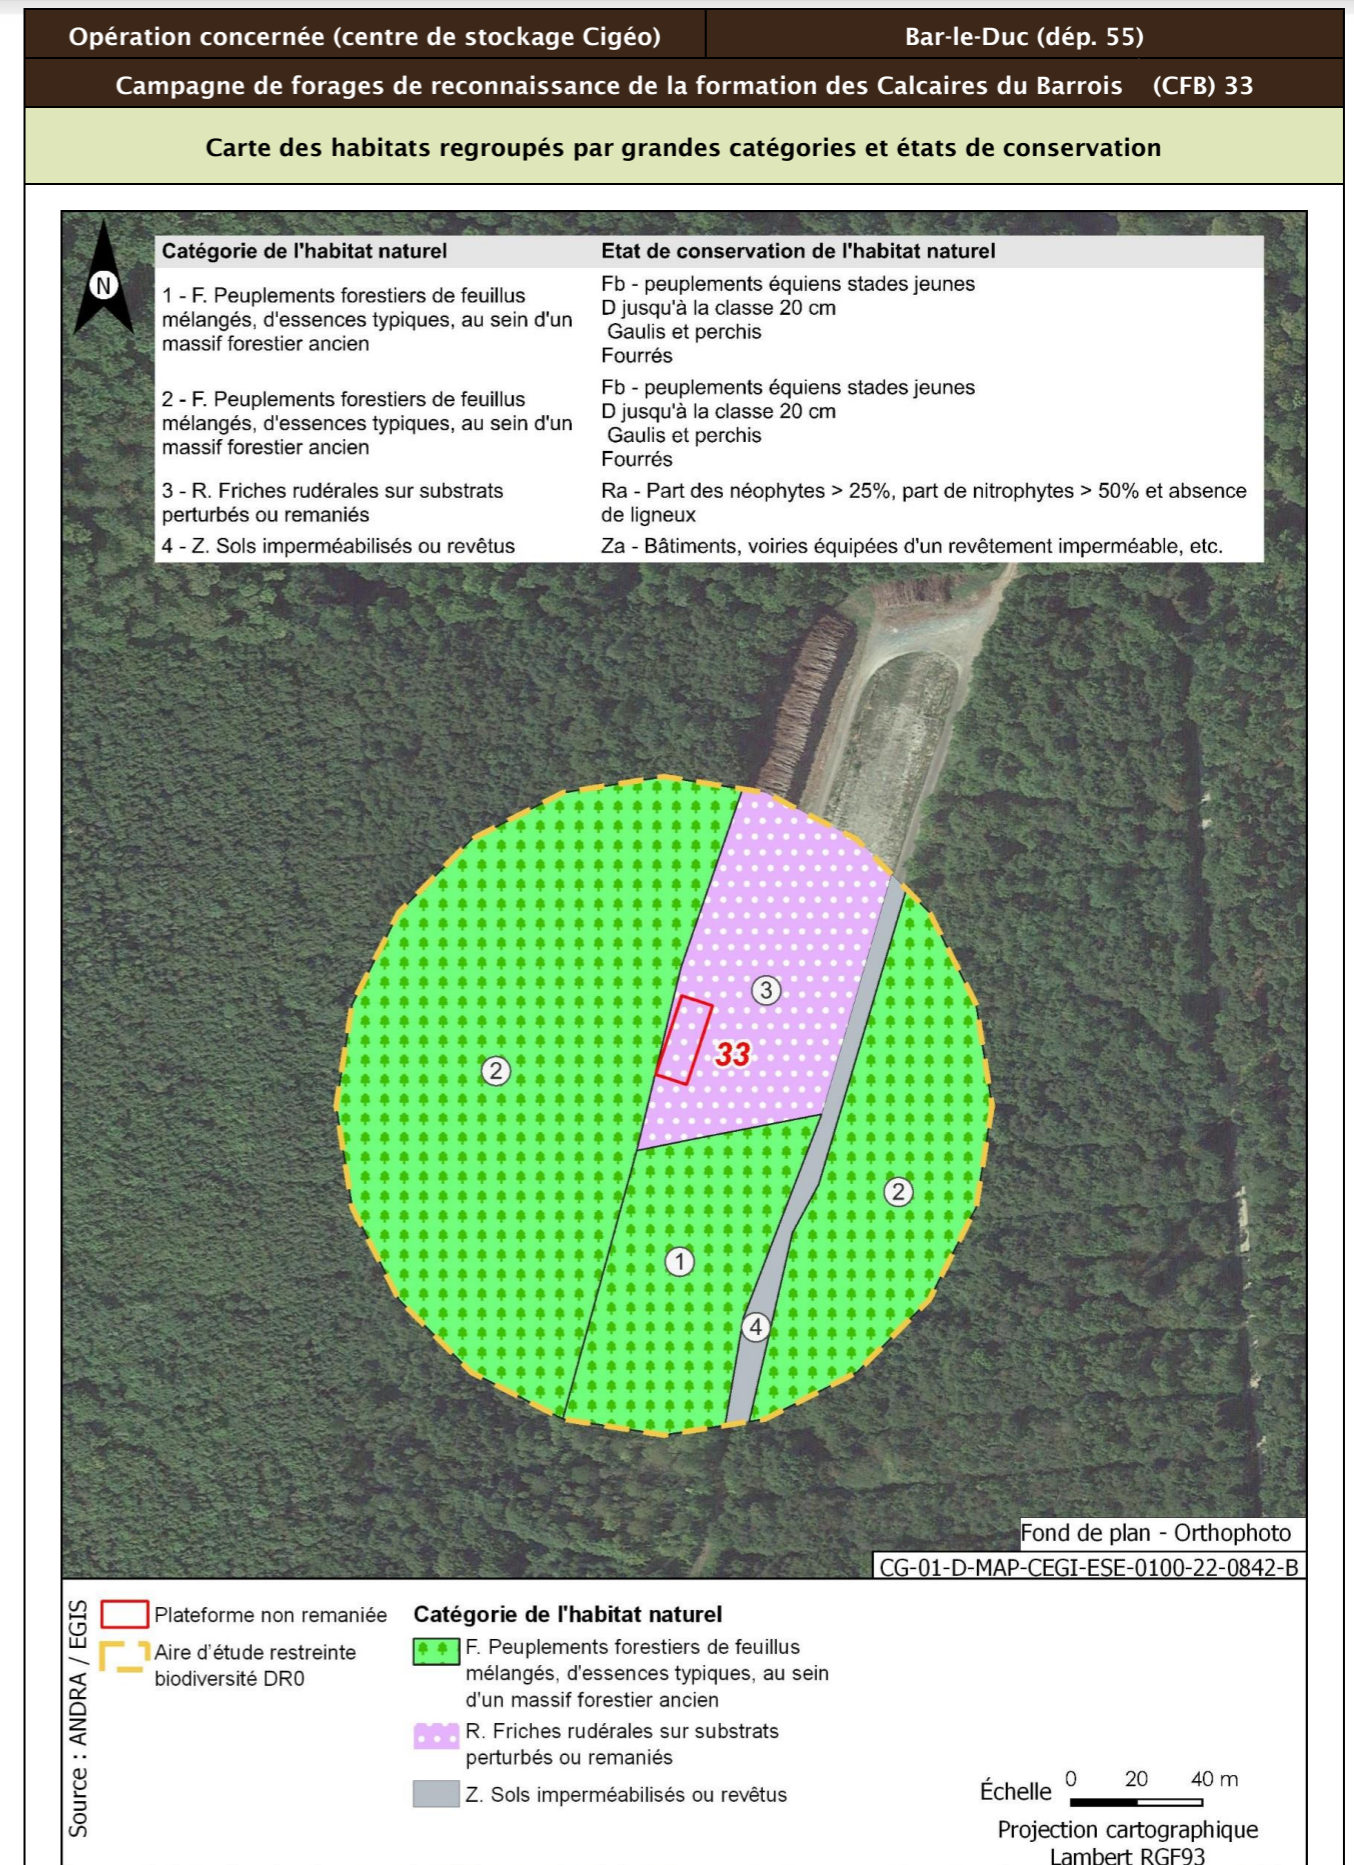 Opération concernée (centre de stockage Cigéo)
Bar-le-Duc (dép. 55)
Campagne de forages de reconnaissance de la formation des Calcaires du Barrois (CFB) 33
Carte des habitats regroupés par grandes catégories et états de conservation
N
Catégorie de l'habitat naturel
Etat de conservation de l'habitat naturel
1 - F. Peuplements forestiers de feuillus
mélangés, d'essences typiques, au sein d'un
massif forestier ancien
Fb - peuplements équiens stades jeunes
D jusqu'à la classe 20 cm
Gaulis et perchis
Fourrés
2 - F. Peuplements forestiers de feuillus
mélangés, d'essences typiques, au sein d'un
massif forestier ancien
Fb - peuplements équiens stades jeunes
D jusqu'à la classe 20 cm
Gaulis et perchis
Fourrés
3 - R. Friches rudérales sur substrats
perturbés ou remaniés
Ra - Part des néophytes > 25%, part de nitrophytes > 50% et absence
de ligneux
4 - Z. Sols imperméabilisés ou revêtus
Za - Bâtiments, voiries équipées d'un revêtement imperméable, etc.
3
33
2
2
1
4
Fond de plan - Orthophoto
CG-01-D-MAP-CEGI-ESE-0100-22-0842-B
Source : ANDRA / EGIS
Plateforme non remaniée
Aire d'étude restreinte
biodiversité DR0
Catégorie de l'habitat naturel
F. Peuplements forestiers de feuillus
mélangés, d'essences typiques, au sein
d'un massif forestier ancien
R. Friches rudérales sur substrats
perturbés ou remaniés
Z. Sols imperméabilisés ou revêtus
Échelle 0 20 40 m
Projection cartographique
Lambert RGF93